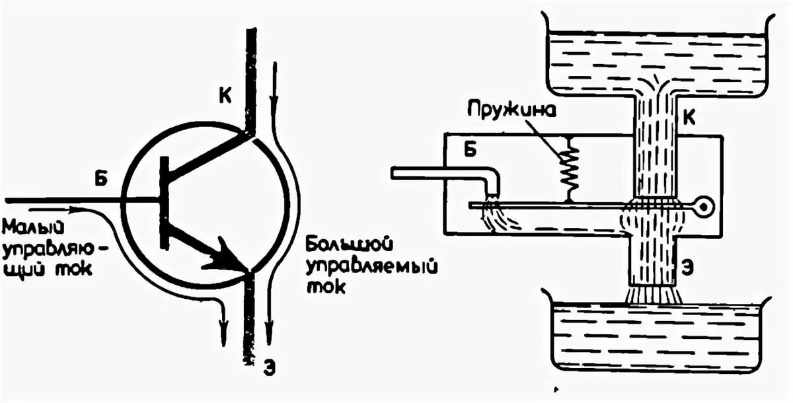 К
Б
Малый
управляю-
щий ток
Большой
управляемый
ток
Э
Пружина
К
Б
Э